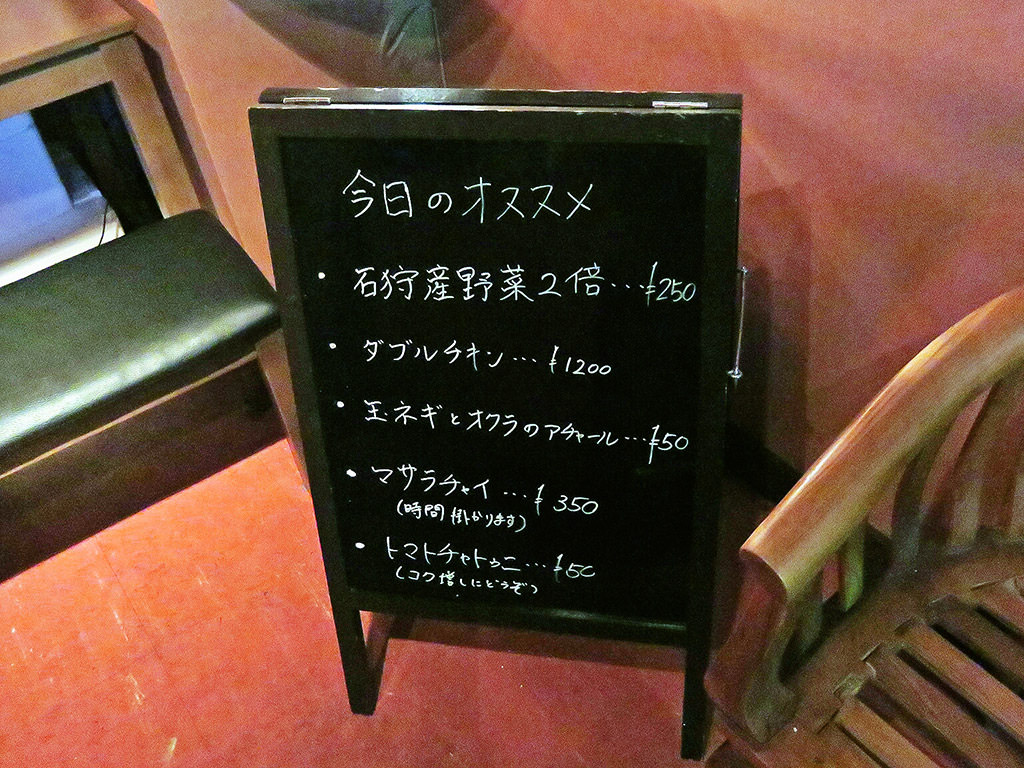 今日のオススメ
・石狩産野菜2倍…¥250
・ダブルチキン…¥1200
・玉ネギとオクラのアチャール…¥50
・マサラチャイ…¥350
(時間掛かります)
・トマトチャトゥニ…¥50
(コク増しにどうぞ)